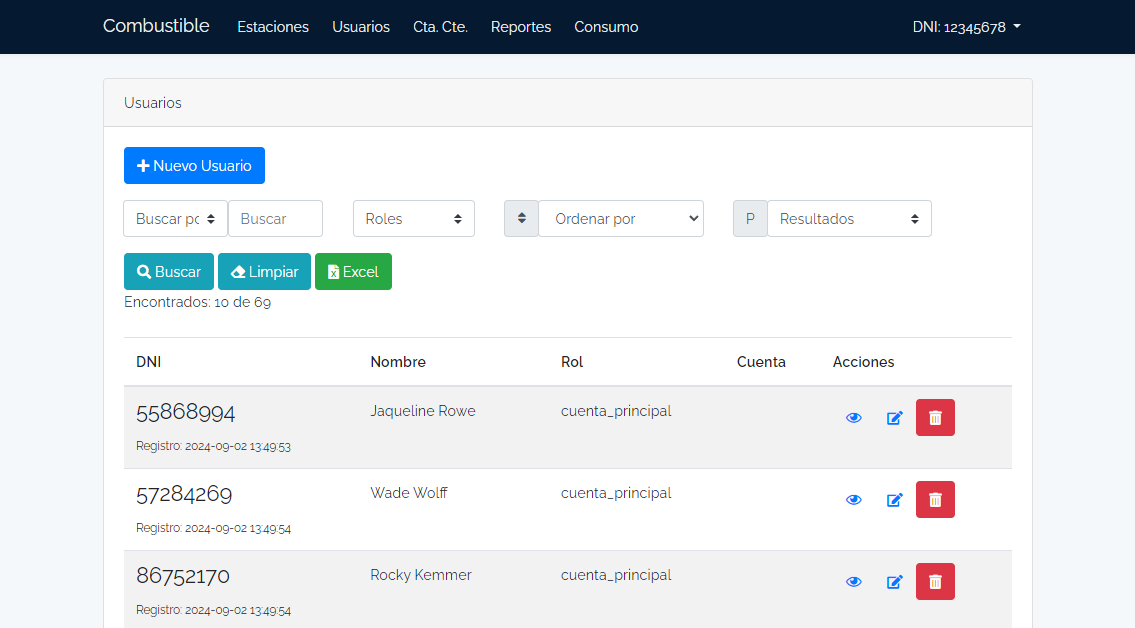 Combustible Estaciones Usuarios Cta. Cte. Reportes Consumo DNI: 12345678
Usuarios
Nuevo Usuario
Buscar po Buscar Roles Ordenar por P Resultados
Buscar Limpiar Excel
Encontrados: 10 de 69
DNI Nombre Rol Cuenta Acciones
55868994 Jaqueline Rowe cuenta_principal
Registro: 2024-09-02 13:49:53
57284269 Wade Wolff cuenta_principal
Registro: 2024-09-02 13:49:54
86752170 Rocky Kemmer cuenta_principal
Registro: 2024-09-02 13:49:54